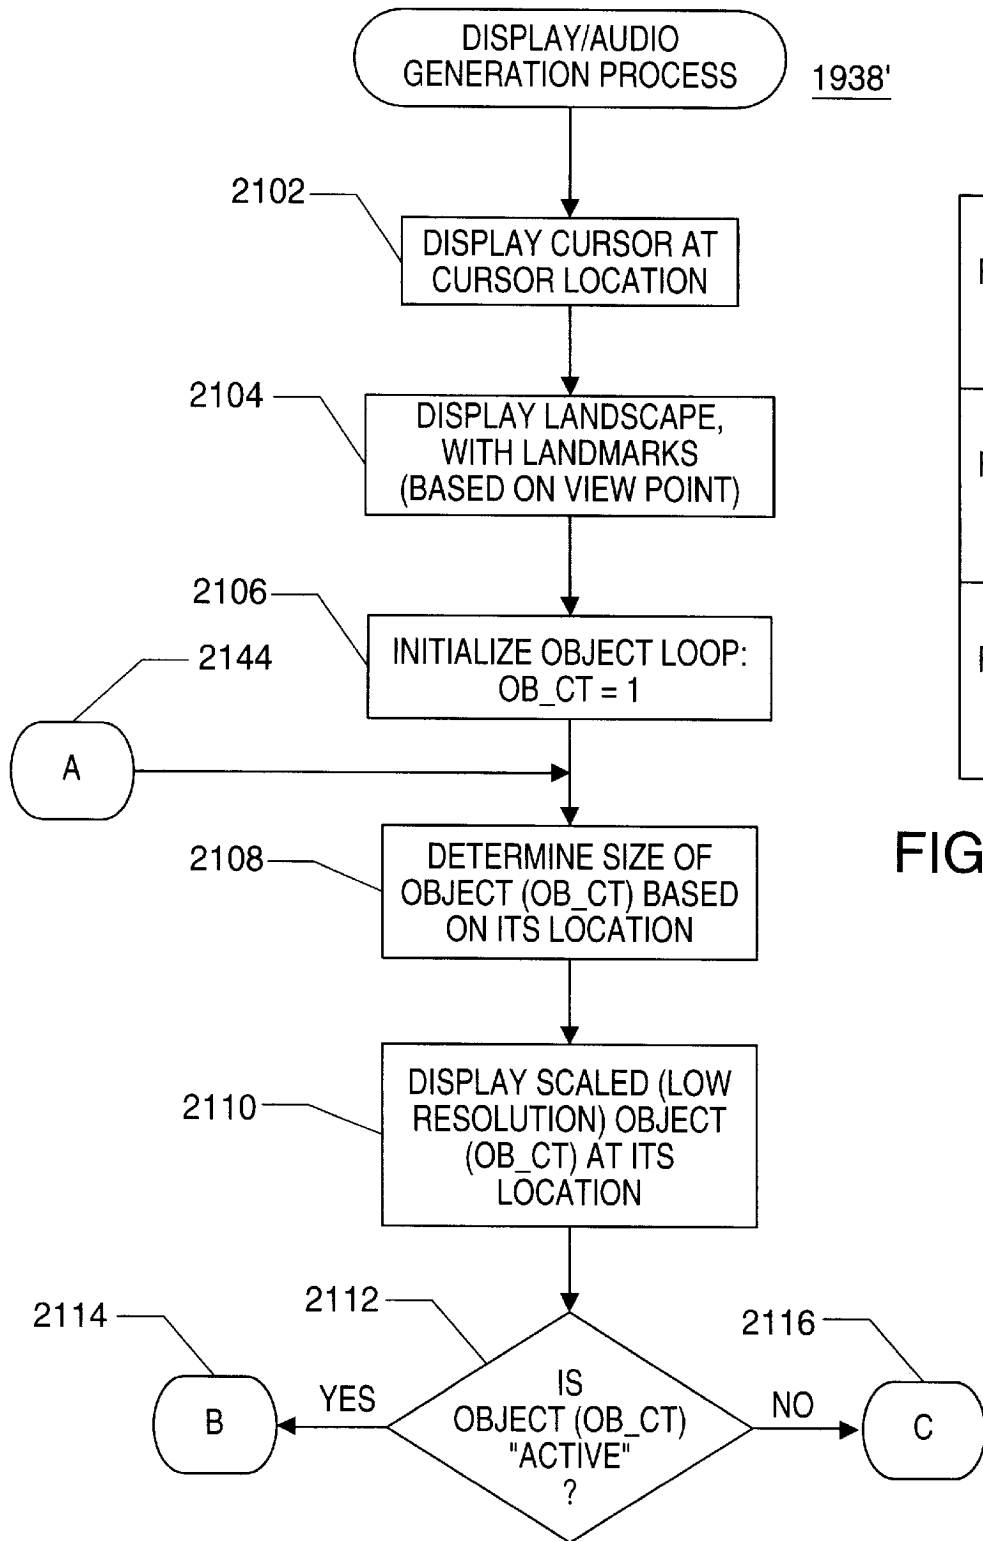 DISPLAY/AUDIO
GENERATION PROCESS
1938'
2102
DISPLAY CURSOR AT
CURSOR LOCATION
2104
DISPLAY LANDSCAPE,
WITH LANDMARKS
(BASED ON VIEW POINT)
2106
INITIALIZE OBJECT LOOP:
OB_CT = 1
2144
A
2108
DETERMINE SIZE OF
OBJECT (OB_CT) BASED
ON ITS LOCATION
FIG
2110
DISPLAY SCALED (LOW
RESOLUTION) OBJECT
(OB_CT) AT ITS
LOCATION
2112
2114
2116
B
YES
IS
OBJECT (OB_CT)
"ACTIVE"
?
NO
C